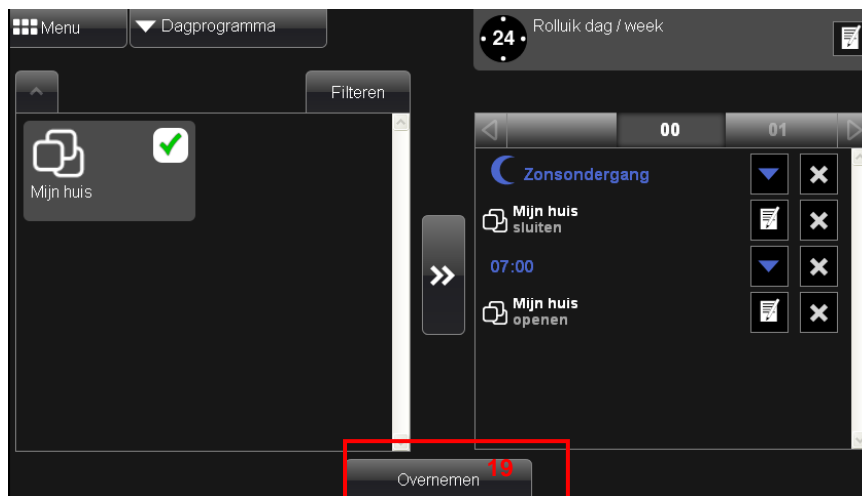 Menu
Dagprogramma
24
Rolluik dag / week
Filteren
00
01
Mijn huis
Zonsondergang
Mijn huis
sluiten
07:00
Mijn huis
openen
Overnemen
19